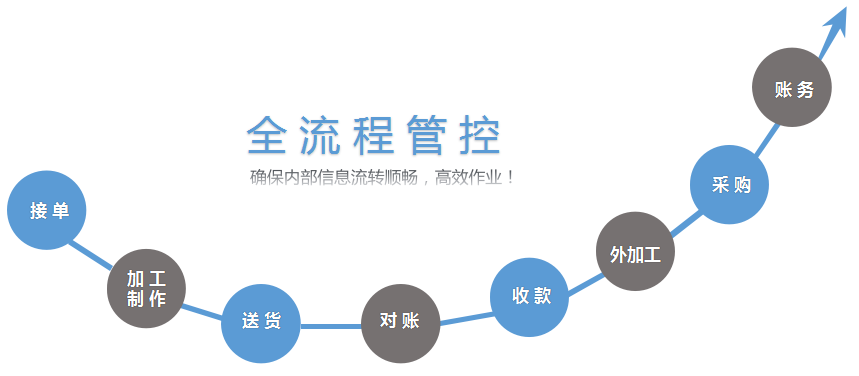 全流程管控
确保内部信息流转顺畅，高效作业！
接单
加工
制作
送货
对账
收款
外加工
采购
账务